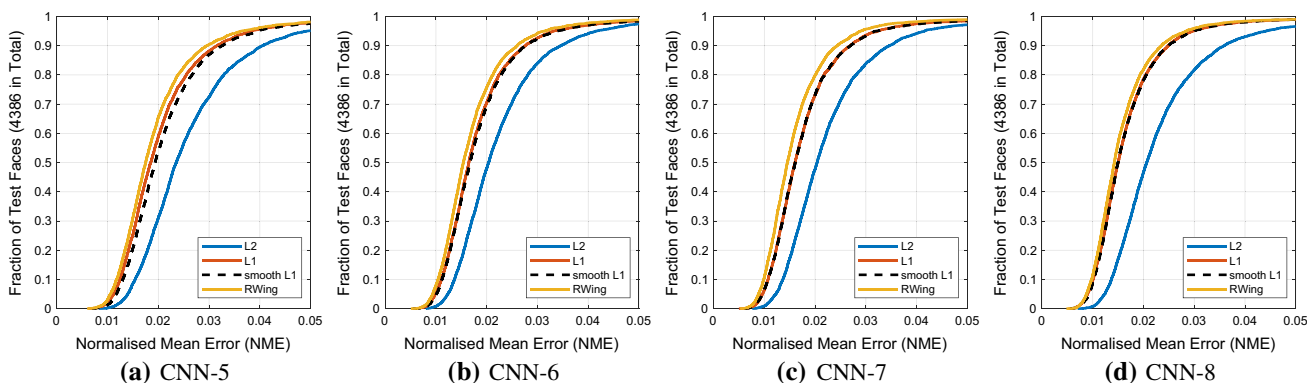 Fraction of Test Faces (4386 in Total)
1
0.9
0.8
0.7
0.6
0.5
0.4
0.3
0.2
0.1
0
L2
L1
smooth L1
RWing
0 0.01 0.02 0.03 0.04 0.05
Normalised Mean Error (NME)
(a) CNN-5
Fraction of Test Faces (4386 in Total)
1
0.9
0.8
0.7
0.6
0.5
0.4
0.3
0.2
0.1
0
L2
L1
smooth L1
RWing
0 0.01 0.02 0.03 0.04 0.05
Normalised Mean Error (NME)
(b) CNN-6
Fraction of Test Faces (4386 in Total)
1
0.9
0.8
0.7
0.6
0.5
0.4
0.3
0.2
0.1
0
L2
L1
smooth L1
RWing
0 0.01 0.02 0.03 0.04 0.05
Normalised Mean Error (NME)
(c) CNN-7
Fraction of Test Faces (4386 in Total)
1
0.9
0.8
0.7
0.6
0.5
0.4
0.3
0.2
0.1
0
L2
L1
smooth L1
RWing
0 0.01 0.02 0.03 0.04 0.05
Normalised Mean Error (NME)
(d) CNN-8